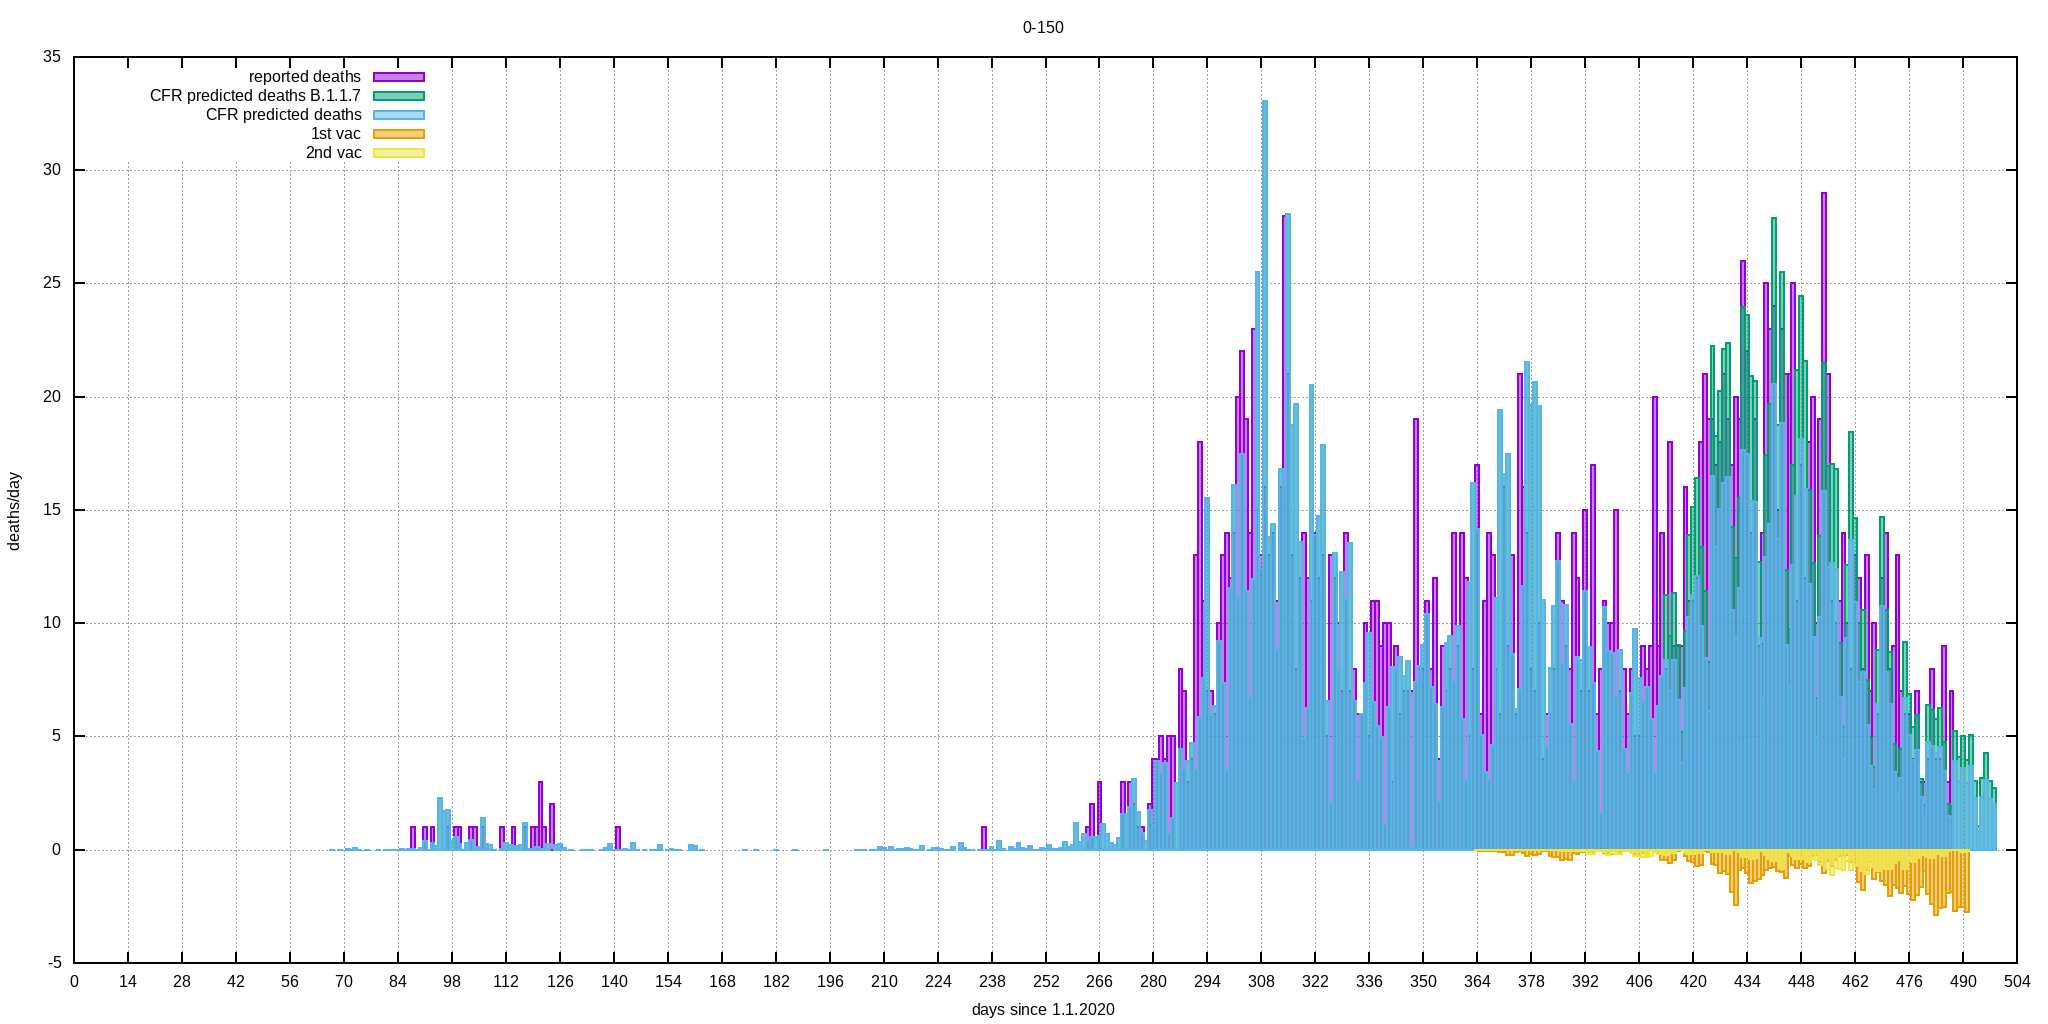 0-150
reported deaths
CFR predicted deaths B.1.1.7
CFR predicted deaths
1st vac
2nd vac
35
30
25
20
15
10
5
0
-5
deaths/day
0 14 28 42 56 70 84 98 112 126 140 154 168 182 196 210 224 238 252 266 280 294 308 322 336 350 364 378 392 406 420 434 448 462 476 490 504
days since 1.1.2020